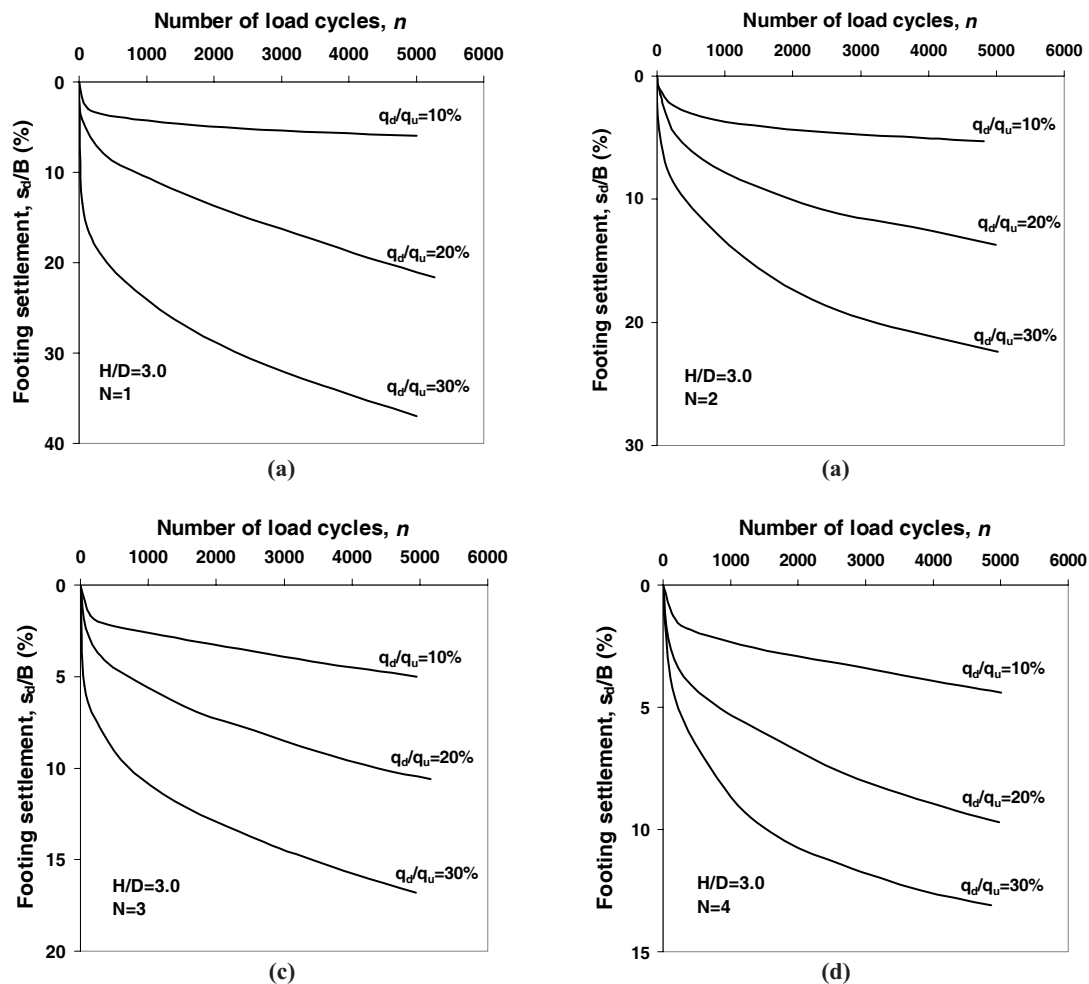 Number of load cycles, n
0 1000 2000 3000 4000 5000 6000
Footing settlement, sd/B (%)
0
10
20
30
40
qd/qu=10%
qd/qu=20%
qd/qu=30%
H/D=3.0
N=1
(a)
Number of load cycles, n
0 1000 2000 3000 4000 5000 6000
Footing settlement, sd/B (%)
0
10
20
30
qd/qu=10%
qd/qu=20%
qd/qu=30%
H/D=3.0
N=2
(a)
Number of load cycles, n
0 1000 2000 3000 4000 5000 6000
Footing settlement, sd/B (%)
0
5
10
15
20
qd/qu=10%
qd/qu=20%
qd/qu=30%
H/D=3.0
N=3
(c)
Number of load cycles, n
0 1000 2000 3000 4000 5000 6000
Footing settlement, sd/B (%)
0
5
10
15
qd/qu=10%
qd/qu=20%
qd/qu=30%
H/D=3.0
N=4
(d)